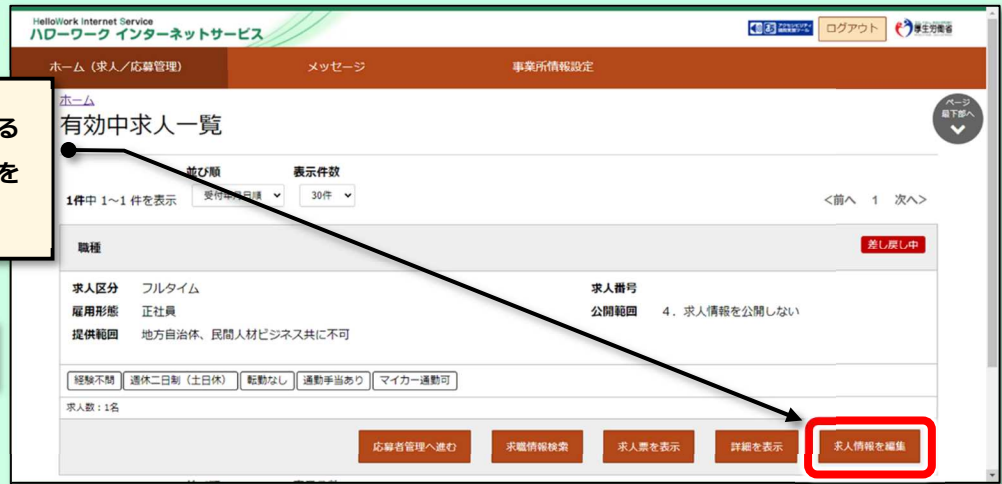 HelloWork Internet Service
ハローワーク インターネットサービス
ログアウト
厚生労働省
ホーム（求人／応募管理）
メッセージ
事業所情報設定
ホーム
有効中求人一覧
ページ
最下部へ
る
を
並び順
表示件数
1件中 1～1 件を表示
受付年月日順
30件
<前へ 1 次へ>
職種
差し戻し中
求人区分 フルタイム
求人番号
雇用形態 正社員
公開範囲 4．求人情報を公開しない
提供範囲 地方自治体、民間人材ビジネス共に不可
経験不問 週休二日制（土日休） 転勤なし 通勤手当あり マイカー通勤可
求人数：1名
応募者管理へ進む
求職情報検索
求人票を表示
詳細を表示
求人情報を編集